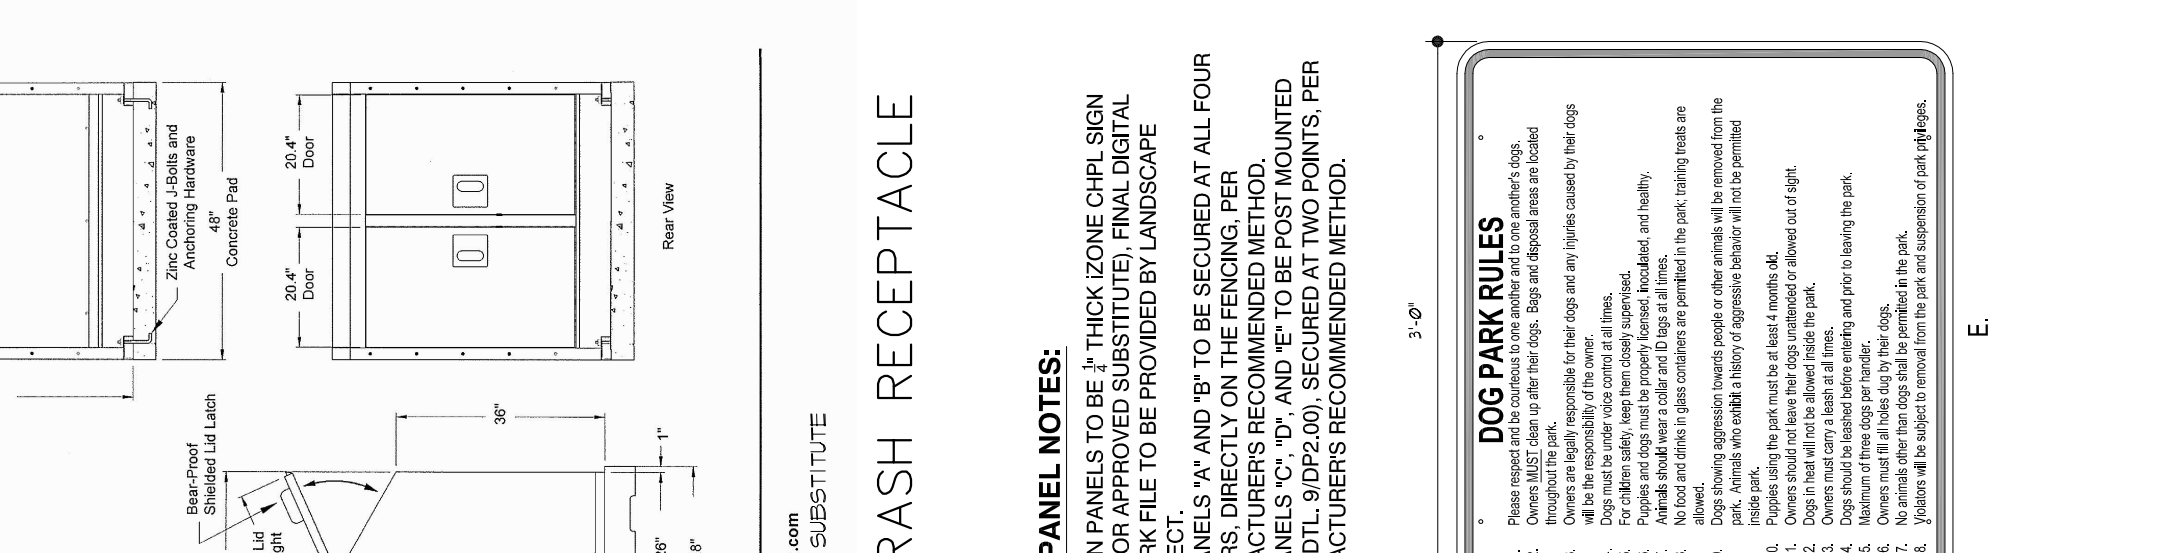 Zinc Coated J-Bolts and
Anchoring Hardware
48"
Concrete Pad
20.4"
Door
20.4"
Door
Rear View
Bear-Proof
Shielded Lid Latch
Lid
36"
1"
.com
SUBSTITUTE
RASH RECEPTACLE
PANEL NOTES:
N PANELS TO BE 1/4" THICK iZONE CHPL SIGN
OR APPROVED SUBSTITUTE), FINAL DIGITAL
RK FILE TO BE PROVIDED BY LANDSCAPE
ECT.
NELS "A" AND "B" TO BE SECURED AT ALL FOUR
RS, DIRECTLY ON THE FENCING, PER
ACTURER'S RECOMMENDED METHOD.
NELS "C", "D", AND "E" TO BE POST MOUNTED
DTL. 9/DP2.00), SECURED AT TWO POINTS, PER
ACTURER'S RECOMMENDED METHOD.
3'-0"
DOG PARK RULES
Please respect and be courteous to one another and to one another's dogs.
Owners MUST clean up after their dogs. Bags and disposal areas are located
throughout the park.
Owners are legally responsible for their dogs and any injuries caused by their dogs
will be the responsibility of the owner.
Dogs must be under voice control at all times.
For children safety, keep them closely supervised.
Puppies and dogs must be properly licensed, inoculated, and healthy.
Animals should wear a collar and ID tags at all times.
No food and drinks in glass containers are permitted in the park; training treats are
allowed.
Dogs showing aggression towards people or other animals will be removed from the
park. Animals who exhibit a history of aggressive behavior will not be permitted
inside park.
0. Puppies using the park must be at least 4 months old.
1. Owners should not leave their dogs unattended or allowed out of sight.
2. Dogs in heat will not be allowed inside the park.
3. Owners must carry a leash at all times.
4. Dogs should be leashed before entering and prior to leaving the park.
5. Maximum of three dogs per handler.
6. Owners must fill all holes dug by their dogs.
7. No animals other than dogs shall be permitted in the park.
8. Violators will be subject to removal from the park and suspension of park privileges.
E.